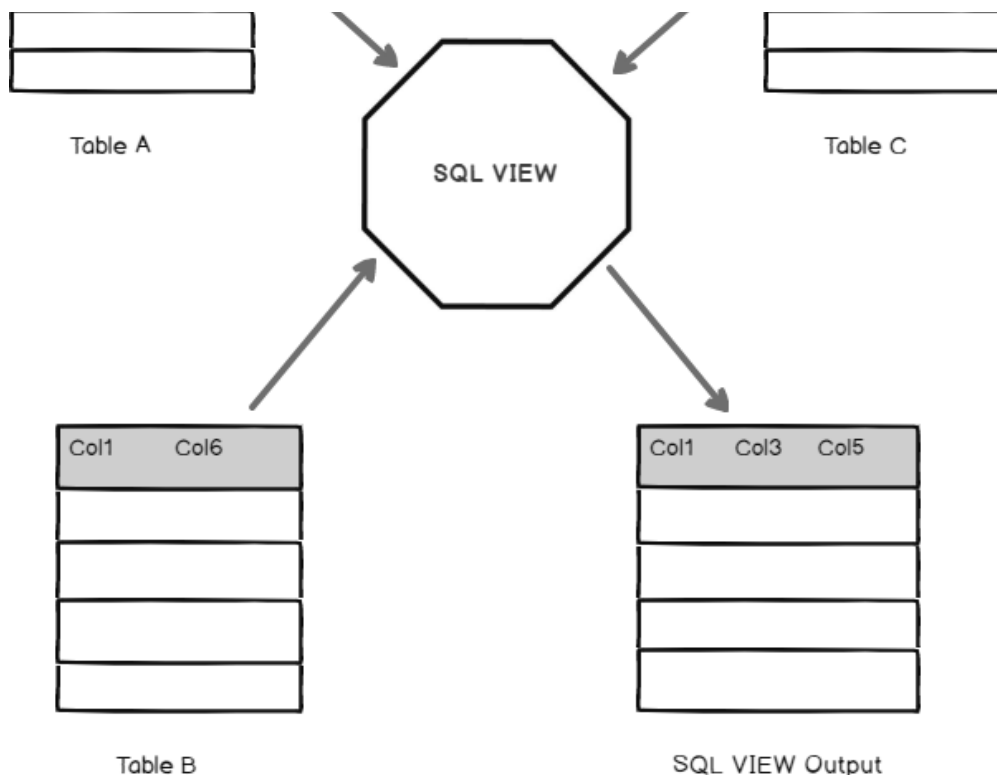 Table A
Table C
SQL VIEW
Col1 Col6
Col1 Col3 Col5
Table B
SQL VIEW Output